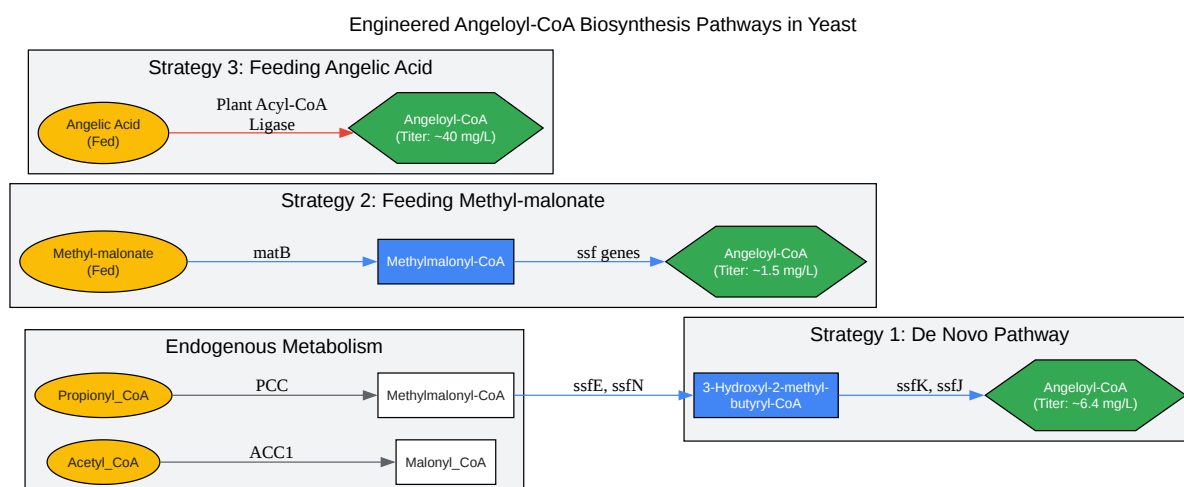 Engineered Angeloyl-CoA Biosynthesis Pathways in Yeast
Strategy 3: Feeding Angelic Acid
Angelic Acid
(Fed)
Plant Acyl-CoA
Ligase
Angeloyl-CoA
(Titer: ~40 mg/L)
Strategy 2: Feeding Methyl-malonate
Methyl-malonate
(Fed)
matB
Methylmalonyl-CoA
ssf genes
Angeloyl-CoA
(Titer: ~1.5 mg/L)
Endogenous Metabolism
Propionyl_CoA
PCC
Methylmalonyl-CoA
ssfE, ssfN
Acetyl_CoA
ACC1
Malonyl_CoA
Strategy 1: De Novo Pathway
3-Hydroxyl-2-methyl-
butyryl-CoA
ssfK, ssfJ
Angeloyl-CoA
(Titer: ~6.4 mg/L)